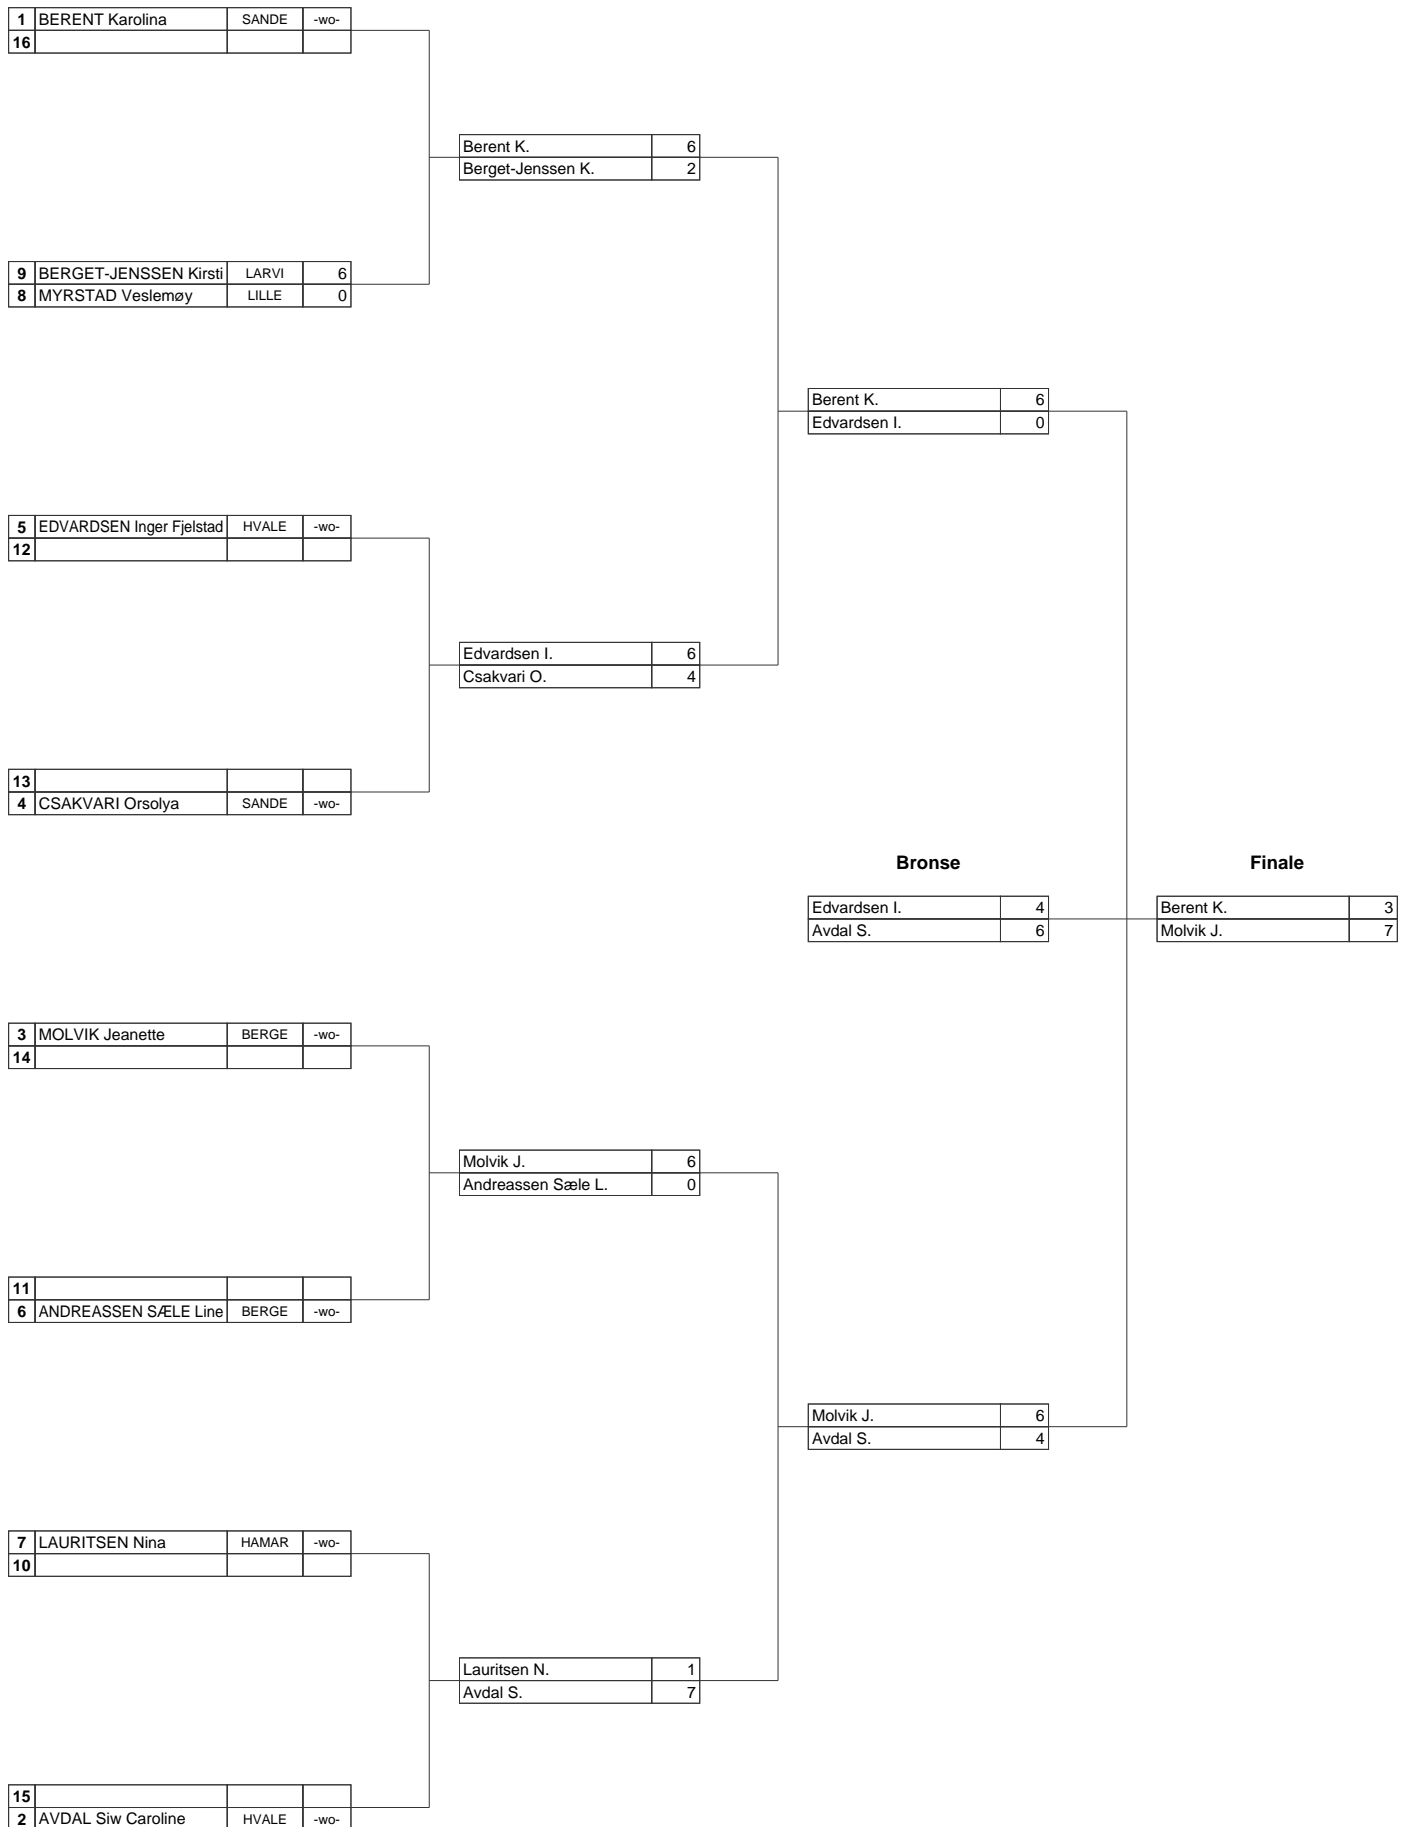 1 BERENT Karolina SANDE -wo-
16
Berent K. 6
Berget-Jenssen K. 2
9 BERGET-JENSSEN Kirsti LARVI 6
8 MYRSTAD Veslemøy LILLE 0
Berent K. 6
Edvardsen I. 0
5 EDVARDSEN Inger Fjelstad HVALE -wo-
12
Edvardsen I. 6
Csakvari O. 4
13
4 CSAKVARI Orsolya SANDE -wo-
Bronse Finale
Edvardsen I. 4 Berent K. 3
Avdal S. 6 Molvik J. 7
3 MOLVIK Jeanette BERGE -wo-
14
Molvik J. 6
Andreassen Sæle L. 0
11
6 ANDREASSEN SÆLE Line BERGE -wo-
Molvik J. 6
Avdal S. 4
7 LAURITSEN Nina HAMAR -wo-
10
Lauritsen N. 1
Avdal S. 7
15
2 AVDAL Siw Caroline HVALE -wo-